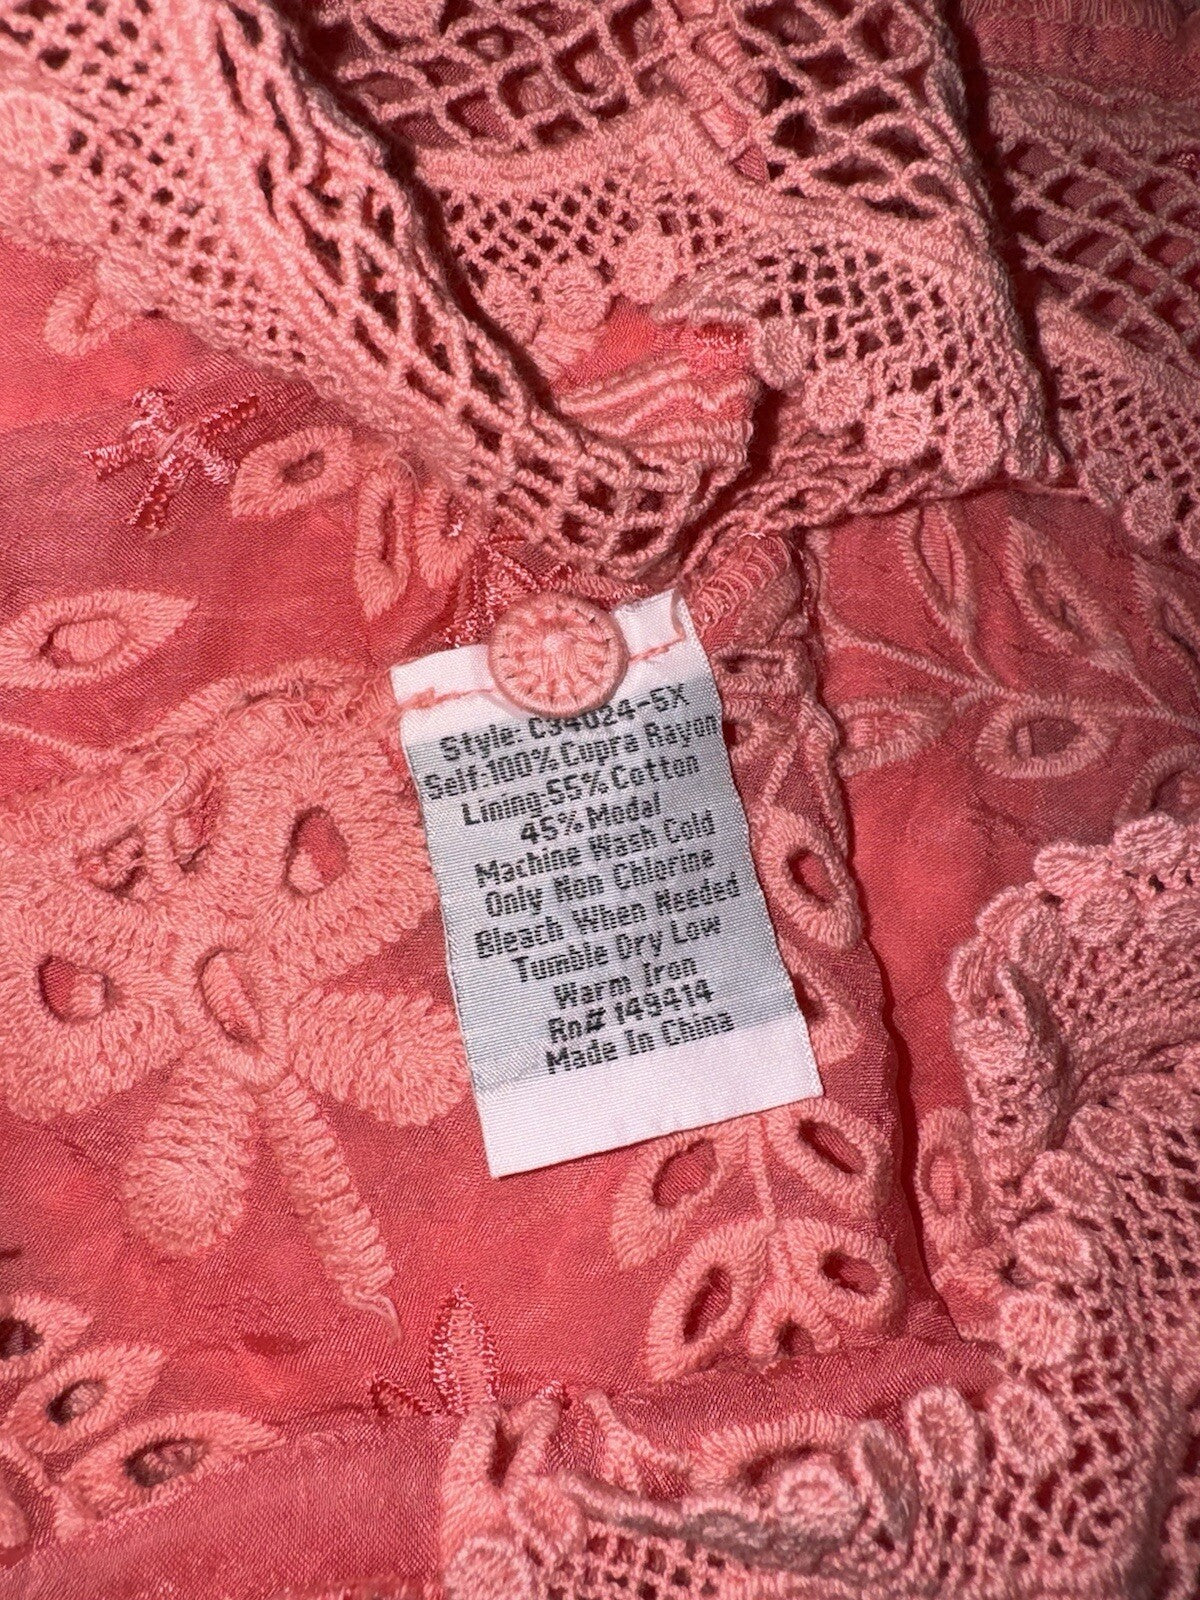 Style: C34024-5X
Self:100%Cupra Rayon
Lining:55%Cotton
45%Modal
Machine Wash Cold
Only Non Chlorine
Bleach When Needed
Tumble Dry Low
Warm Iron
Rn# 149414
Made In China